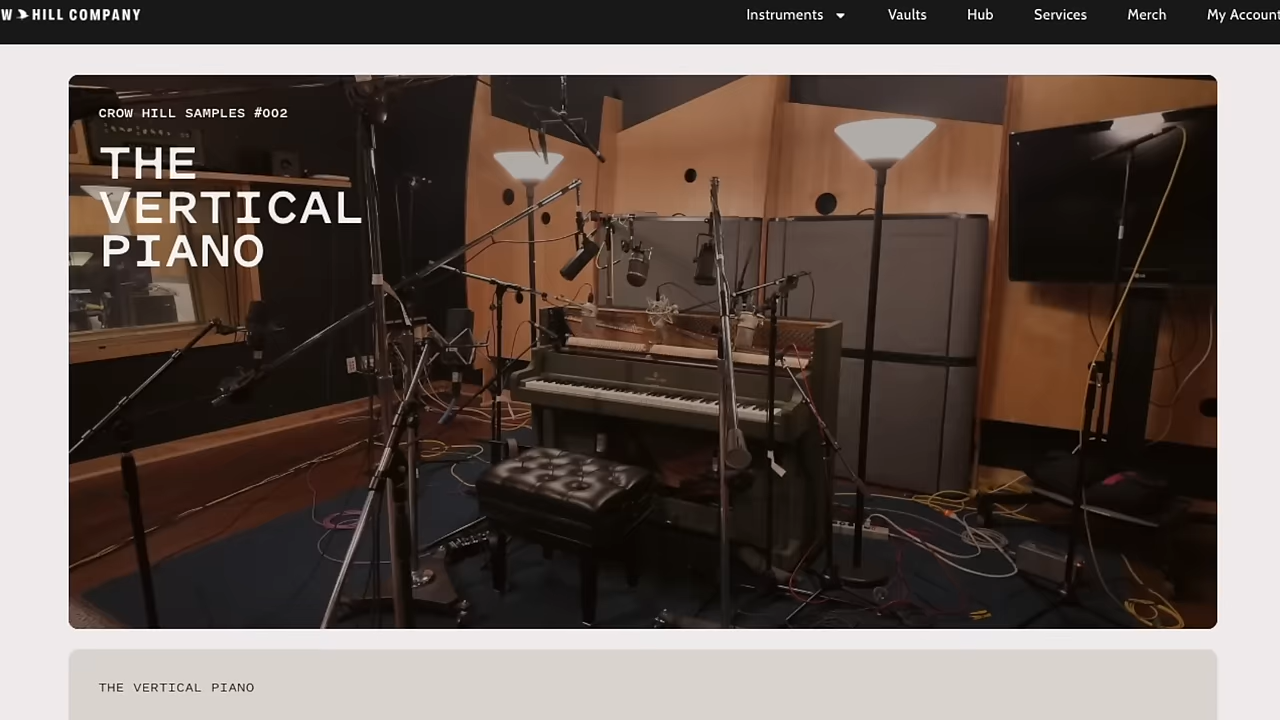 W HILL COMPANY
Instruments
Vaults
Hub
Services
Merch
My Account
CROW HILL SAMPLES #002
THE
VERTICAL
PIANO
THE VERTICAL PIANO